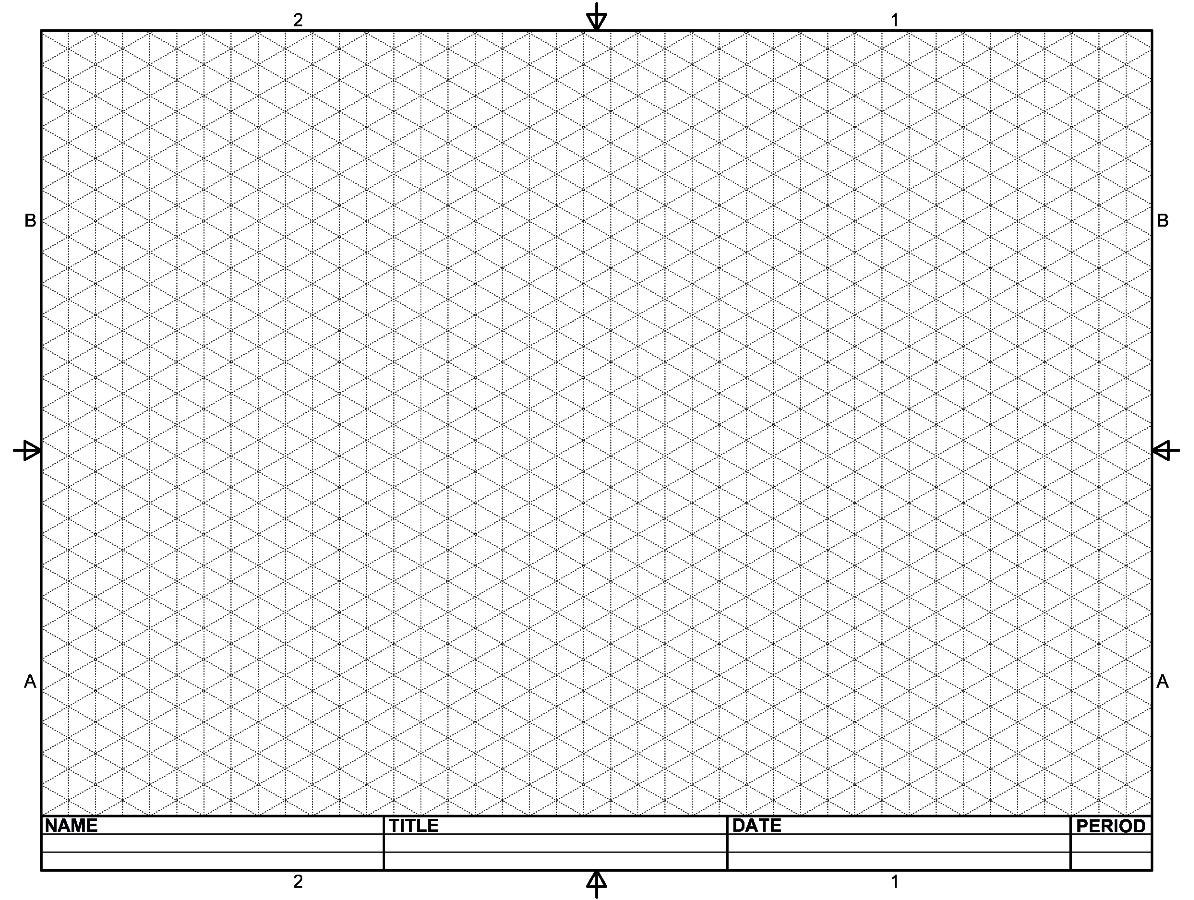 2 1
B B
A A
NAME TITLE DATE PERIOD
2 1